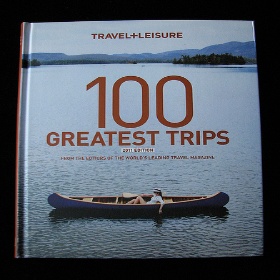 TRAVEL+LEISURE
100
GREATEST TRIPS
2011 EDITION
FROM THE EDITORS OF THE WORLD'S LEADING TRAVEL MAGAZINE